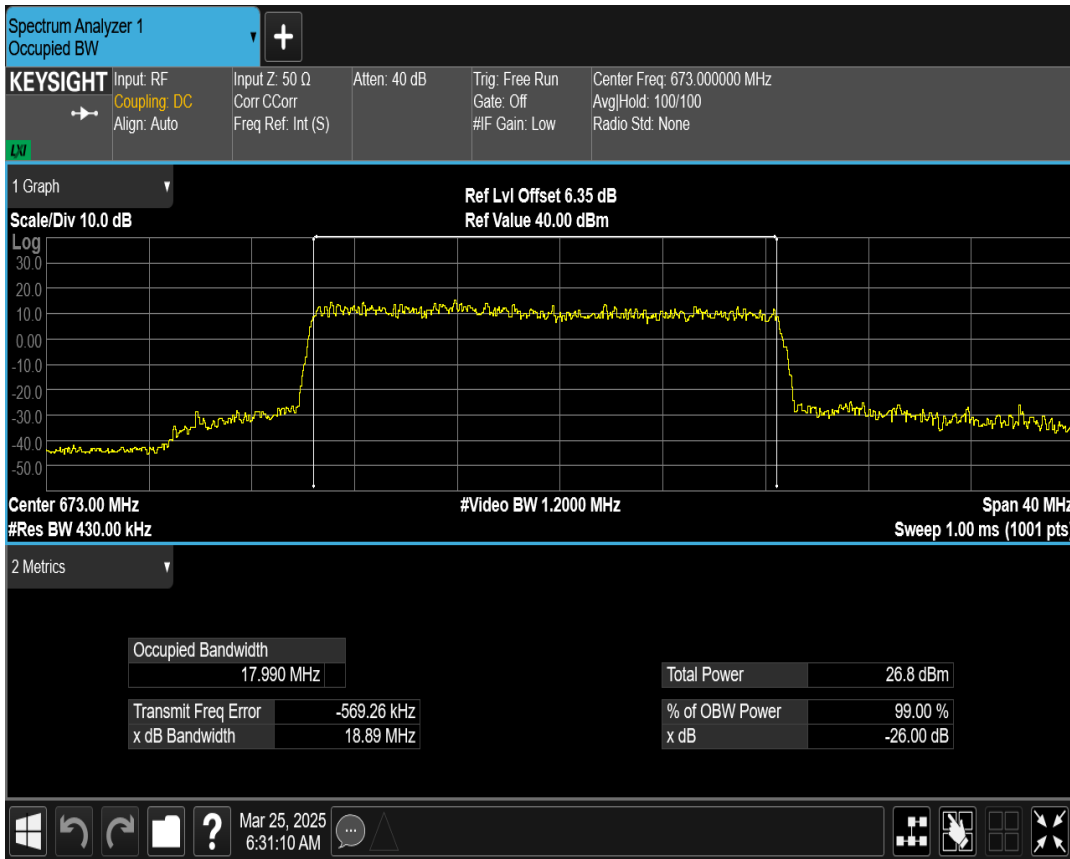 Spectrum Analyzer 1
Occupied BW
KEYSIGHT
LXI
Input: RF
Coupling: DC
Align: Auto
Input Z: 50 Ω
Corr CCorr
Freq Ref: Int (S)
Atten: 40 dB
Trig: Free Run
Gate: Off
#IF Gain: Low
Center Freq: 673.000000 MHz
Avg|Hold: 100/100
Radio Std: None
1 Graph
Ref Lvl Offset 6.35 dB
Scale/Div 10.0 dB
Ref Value 40.00 dBm
Log
30.0
20.0
10.0
0.00
-10.0
-20.0
-30.0
-40.0
-50.0
Center 673.00 MHz
#Video BW 1.2000 MHz
Span 40 MHz
#Res BW 430.00 kHz
Sweep 1.00 ms (1001 pts)
2 Metrics
Occupied Bandwidth
17.990 MHz
Total Power 26.8 dBm
Transmit Freq Error -569.26 kHz
% of OBW Power 99.00 %
x dB Bandwidth 18.89 MHz
x dB -26.00 dB
Mar 25, 2025
6:31:10 AM